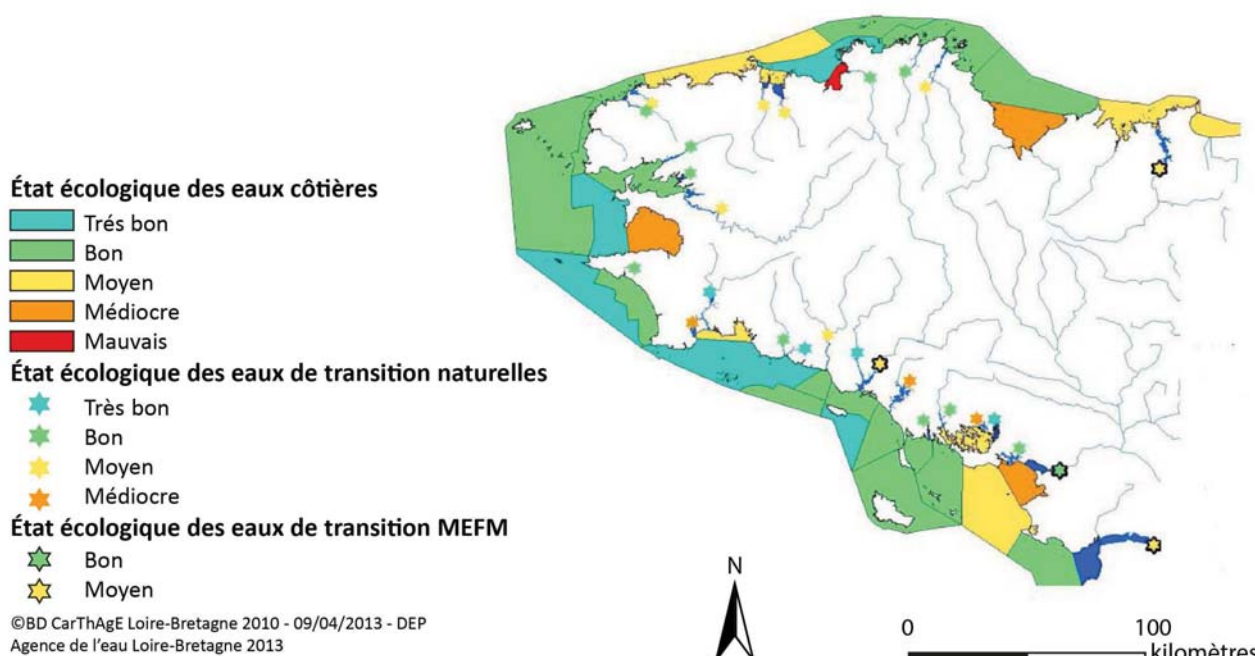 État écologique des eaux côtières
Trés bon
Bon
Moyen
Médiocre
Mauvais
État écologique des eaux de transition naturelles
Très bon
Bon
Moyen
Médiocre
État écologique des eaux de transition MEFM
Bon
Moyen
©BD CarThAgE Loire-Bretagne 2010 - 09/04/2013 - DEP
Agence de l'eau Loire-Bretagne 2013
N
0 100
kilomètres